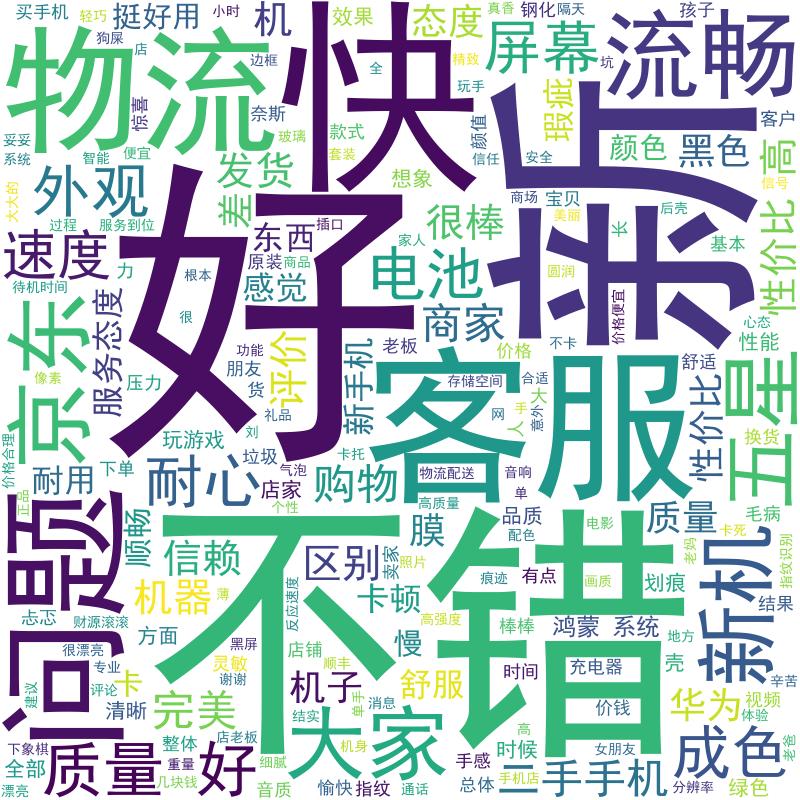 买手机
轻巧
挺好用
机
小时
效果
态度
真香
钢化
隔天
孩子
狗屎
店
边框
全
精致
屏幕
坑
流畅
物流
快
惊喜
奈斯
玩手
瑕疵
客户
妥妥
系统
智能
便宜
玻璃
款式
套装
颜值
信任
安全
亲
颜色
黑色
信号
高
大大的
外观
发货
想象
差
很棒
商场
宝贝
美丽
长
后壳
性价比
过程
服务到位
插口
家人
基本
速度
力
东西
原装
商品
好
电池
圆润
价格便宜
待机时间
根本
感觉
心态
服务态度
很
商家
不卡
性能
京东
功能
评价
新手机
老板
价格
舒适
像素
压力
朋友
货
客服
存储空间
合适
大
性价比
五星
礼品
网
手
人
意外
玩游戏
刘
换货
价格合理
耐用
下单
垃圾
卡托
气泡
耐心
店家
购物
物流配送
音响
单
正品
个性
高质量
品质
质量
毛病
问题
顺畅
不错
膜
配色
电影
卡死
信赖
区别
卖家
照片
老妈
新机
指纹识别
机器
薄
反应速度
卡顿
痕迹
有点
画质
划痕
结果
忐忑
财源滚滚
高强度
方面
黑屏
店铺
顺丰
慢
棒棒
鸿蒙
系统
地方
很漂亮
专业
灵敏
谢谢
时间
充电器
壳
辛苦
建议
评论
卡
机子
单手
消息
舒服
华为
视频
清晰
完美
结实
大家
高
价钱
体验
下象棋
整体
店老板
机身
手感
时候
女朋友
成色
老爸
全部
质量
重量
好
细腻
二手手机
漂亮
几块钱
音质
愉快
指纹
通话
总体
手机店
分辨率
绿色